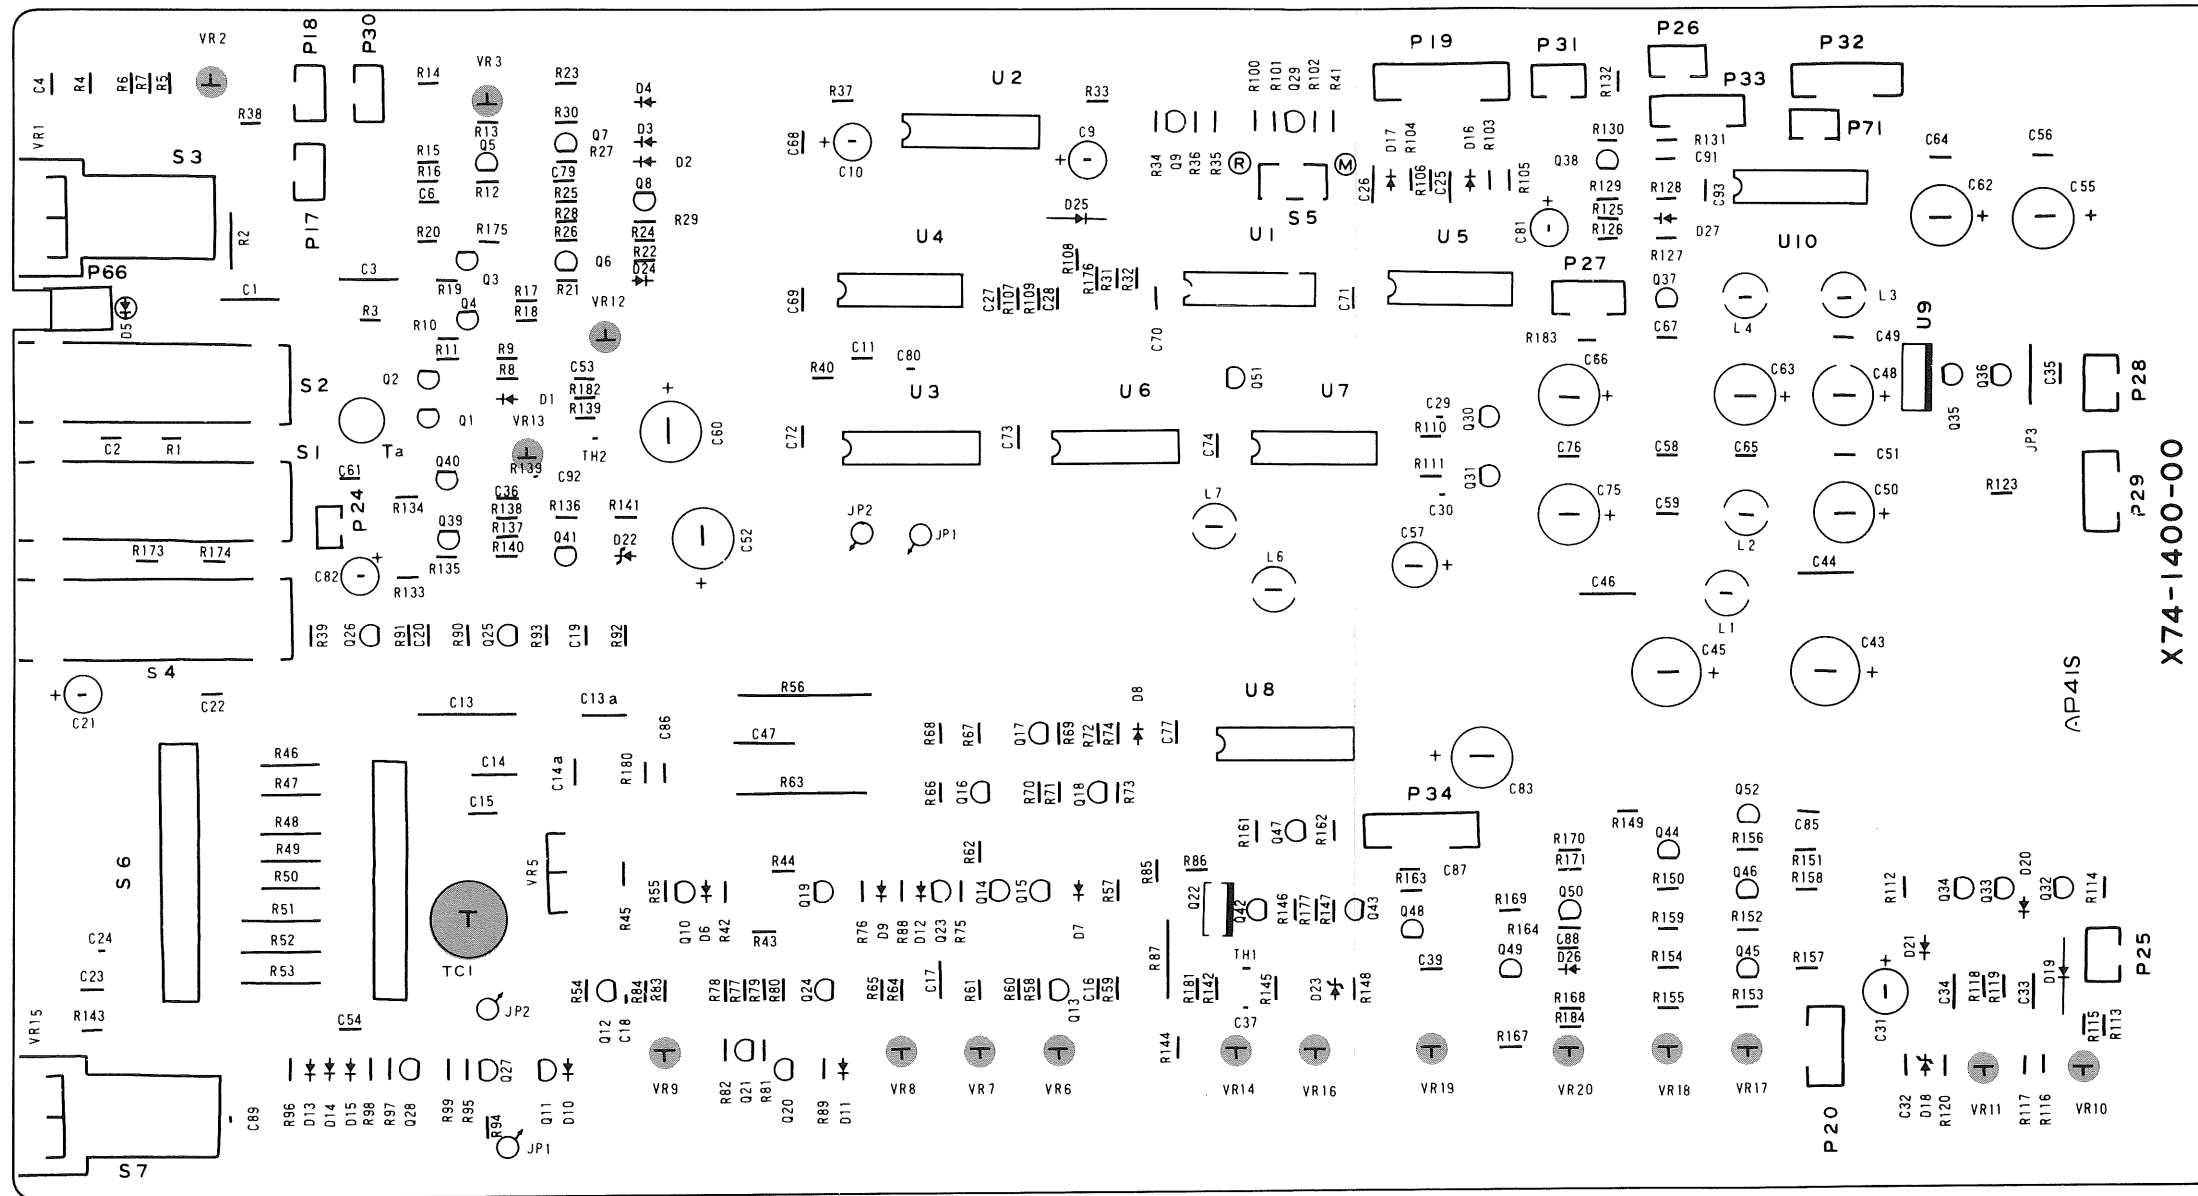 VR2
P18
P30
VR3
C4
R4
R6
R7
R5
R14
R23
D4
R37
U2
R33
R100
R101
Q29
R102
R41
P19
P31
R132
P26
P33
P32
P71
R38
VR1
S3
R13
Q5
R30
Q7
R27
D3
D2
C68
C10
C9
R34
Q9
R36
R35
R
M
S5
D17
R104
D16
R103
R130
R131
C91
C64
C56
R15
R16
C6
R12
C79
R25
Q8
C26
R106
C25
R105
Q38
R129
R128
C93
C62
C55
P17
R2
R20
R175
R28
R26
R24
R29
D25
U4
U1
U5
C81
R125
R126
D27
R127
U10
P66
C1
C3
Q3
Q6
R22
D24
R19
R21
D5
R3
R10
Q4
R17
R18
VR12
C69
C27
R107
R109
C28
R108
R176
R31
R32
C70
C71
P27
Q37
C67
R183
L4
L3
C49
U9
S2
Q2
R11
R9
R8
C53
R182
R139
D1
VR13
Q1
R40
C11
C80
U3
U6
Q51
U7
C66
C63
C48
Q35
Q36
JP3
C35
P28
C2
R1
S1
Ta
C61
Q40
R139
TH2
C92
C60
C72
C73
C74
C29
R110
Q30
R111
Q31
C30
C76
C58
C65
C51
P24
R134
C36
R138
R137
R140
R136
R141
Q39
Q41
D22
C52
JP2
JP1
L7
L6
C57
C75
C59
L2
C50
R123
P29
X74-1400-00
R173
R174
C82
R135
R133
C46
L1
C44
R39
Q26
R91
C20
R90
Q25
R93
C19
R92
S4
C45
C43
AP41S
C21
C22
C13
C13a
R56
D8
U8
C86
C47
R68
R67
Q17
R69
R72
R74
C77
R46
R47
R48
R49
R50
R51
R52
R53
S6
C14
C14a
C15
R180
R63
R66
Q16
R70
R71
Q18
R73
C83
P34
R161
Q47
R162
R149
Q52
C85
VR5
R45
R44
R62
R85
R86
R163
C87
R170
R171
Q44
R156
R151
R158
TC1
R55
Q10
D6
R42
R43
Q19
R76
D9
R88
D12
Q23
R75
Q14
Q15
D7
R57
Q22
Q42
R146
R177
R147
Q43
Q48
R169
R164
Q50
R150
Q46
R159
R152
R112
Q34
Q33
D20
Q32
R114
C24
C23
R143
VR15
JP2
C54
R54
Q12
C18
R84
R83
R78
R77
R79
R80
Q24
R65
R64
C17
R61
R60
R58
Q13
C16
R59
R87
R181
R142
TH1
C37
R145
D23
R148
C39
Q49
C88
D26
R168
R184
R154
R155
Q45
R153
R157
D21
C31
C34
R118
R119
C33
D19
P25
R115
R113
R144
R167
VR9
VR8
VR7
VR6
VR14
VR16
VR19
VR20
VR18
VR17
P20
S7
C89
R96
D13
D14
D15
R98
R97
Q28
R99
R95
Q27
R94
JP1
Q11
D10
R82
Q21
R81
Q20
R89
D11
C32
D18
R120
VR11
R117
R116
VR10